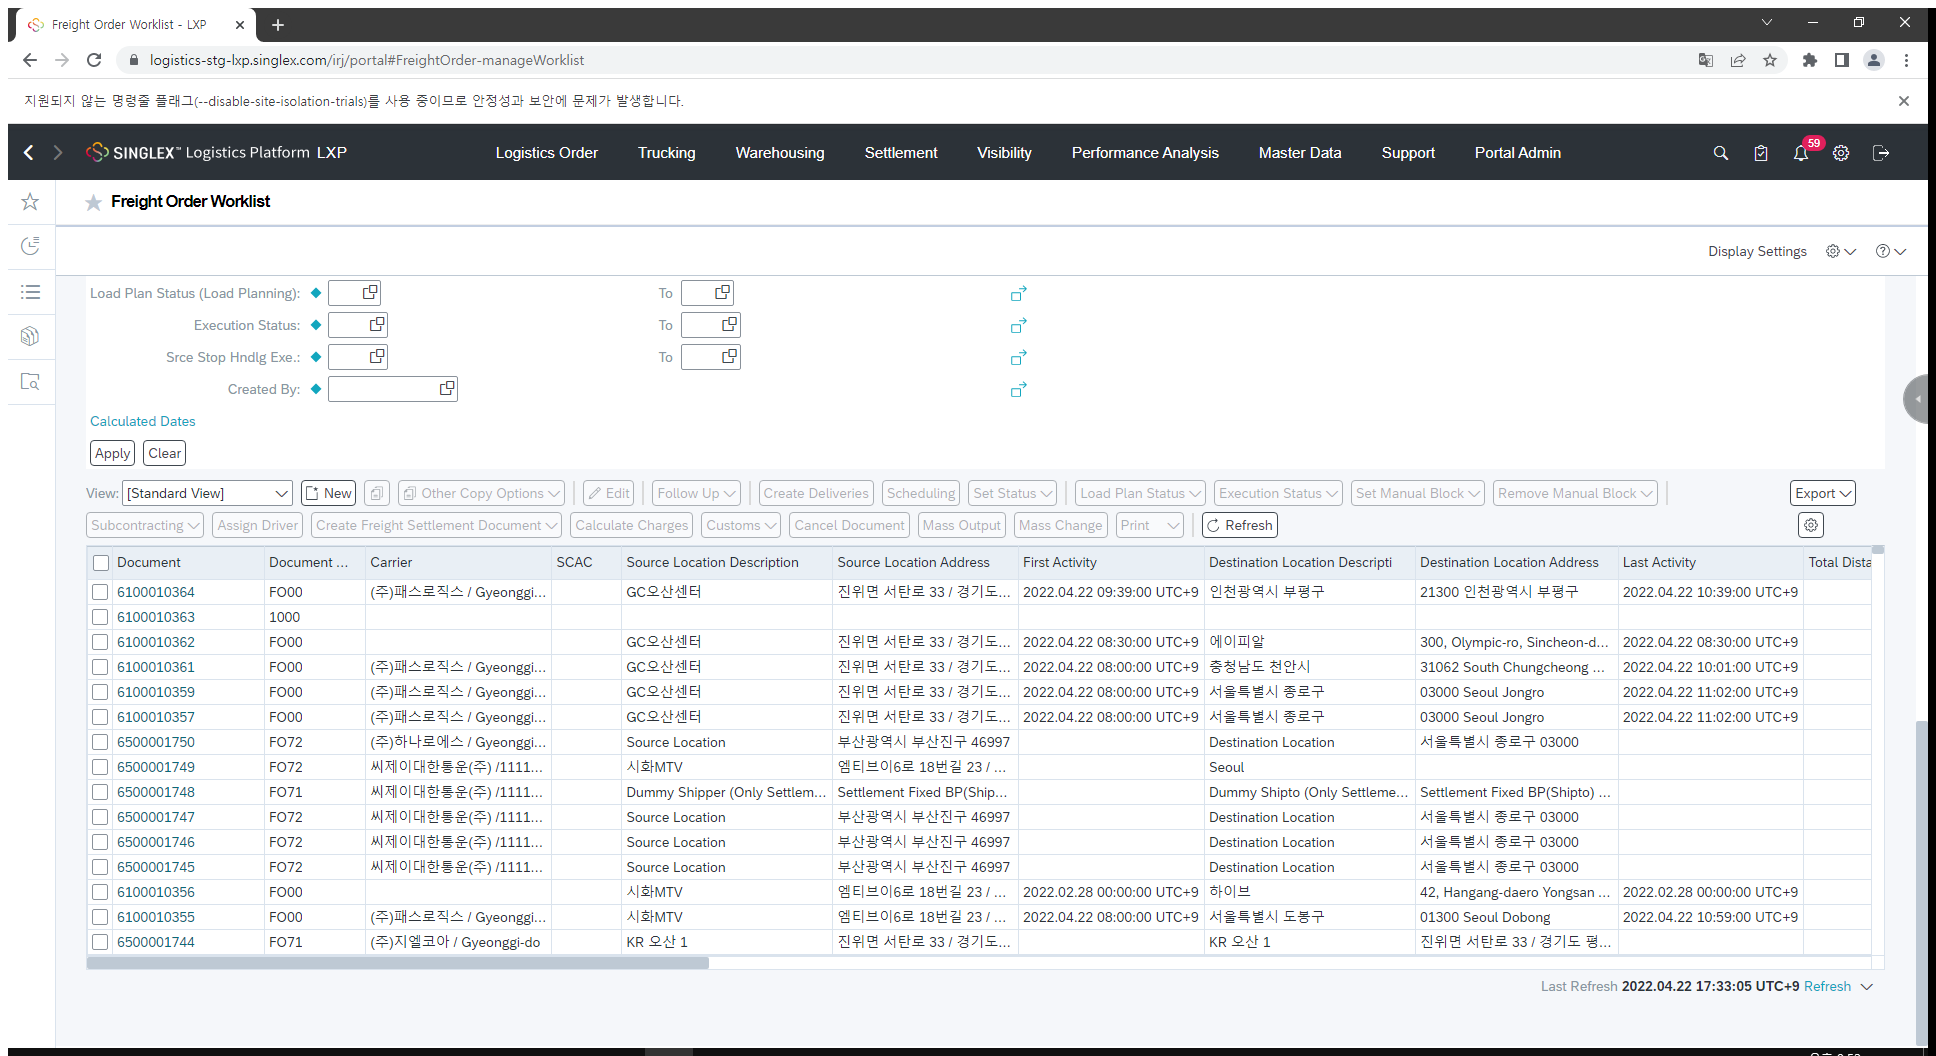 Freight Order Worklist - LXP
logistics-stg-lxp.singlex.com/irj/portal#FreightOrder-manageWorklist
지원되지 않는 명령줄 플래그(--disable-site-isolation-trials)를 사용 중이므로 안정성과 보안에 문제가 발생합니다.
SINGLEX™ Logistics Platform LXP Logistics Order Trucking Warehousing Settlement Visibility Performance Analysis Master Data Support Portal Admin 59
Freight Order Worklist
Display Settings
Load Plan Status (Load Planning): To
Execution Status: To
Srce Stop Hndlg Exe.: To
Created By:
Calculated Dates
Apply Clear
View: [Standard View] New Other Copy Options Edit Follow Up Create Deliveries Scheduling Set Status Load Plan Status Execution Status Set Manual Block Remove Manual Block Export
Subcontracting Assign Driver Create Freight Settlement Document Calculate Charges Customs Cancel Document Mass Output Mass Change Print Refresh
Document Document ... Carrier SCAC Source Location Description Source Location Address First Activity Destination Location Descripti Destination Location Address Last Activity Total Dista
6100010364 FO00 (주)패스로직스 / Gyeonggi... GC오산센터 진위면 서탄로 33 / 경기도... 2022.04.22 09:39:00 UTC+9 인천광역시 부평구 21300 인천광역시 부평구 2022.04.22 10:39:00 UTC+9
6100010363 1000
6100010362 FO00 GC오산센터 진위면 서탄로 33 / 경기도... 2022.04.22 08:30:00 UTC+9 에이피알 300, Olympic-ro, Sincheon-d... 2022.04.22 08:30:00 UTC+9
6100010361 FO00 (주)패스로직스 / Gyeonggi... GC오산센터 진위면 서탄로 33 / 경기도... 2022.04.22 08:00:00 UTC+9 충청남도 천안시 31062 South Chungcheong ... 2022.04.22 10:01:00 UTC+9
6100010359 FO00 (주)패스로직스 / Gyeonggi... GC오산센터 진위면 서탄로 33 / 경기도... 2022.04.22 08:00:00 UTC+9 서울특별시 종로구 03000 Seoul Jongro 2022.04.22 11:02:00 UTC+9
6100010357 FO00 (주)패스로직스 / Gyeonggi... GC오산센터 진위면 서탄로 33 / 경기도... 2022.04.22 08:00:00 UTC+9 서울특별시 종로구 03000 Seoul Jongro 2022.04.22 11:02:00 UTC+9
6500001750 FO72 (주)하나로에스 / Gyeonggi... Source Location 부산광역시 부산진구 46997 Destination Location 서울특별시 종로구 03000
6500001749 FO72 씨제이대한통운(주) /1111... 시화MTV 엠티브이6로 18번길 23 / ... Seoul
6500001748 FO71 씨제이대한통운(주) /1111... Dummy Shipper (Only Settlem... Settlement Fixed BP(Ship... Dummy Shipto (Only Settleme... Settlement Fixed BP(Shipto) ...
6500001747 FO72 씨제이대한통운(주) /1111... Source Location 부산광역시 부산진구 46997 Destination Location 서울특별시 종로구 03000
6500001746 FO72 씨제이대한통운(주) /1111... Source Location 부산광역시 부산진구 46997 Destination Location 서울특별시 종로구 03000
6500001745 FO72 씨제이대한통운(주) /1111... Source Location 부산광역시 부산진구 46997 Destination Location 서울특별시 종로구 03000
6100010356 FO00 시화MTV 엠티브이6로 18번길 23 / ... 2022.02.28 00:00:00 UTC+9 하이브 42, Hangang-daero Yongsan ... 2022.02.28 00:00:00 UTC+9
6100010355 FO00 (주)패스로직스 / Gyeonggi... 시화MTV 엠티브이6로 18번길 23 / ... 2022.04.22 08:00:00 UTC+9 서울특별시 도봉구 01300 Seoul Dobong 2022.04.22 10:59:00 UTC+9
6500001744 FO71 (주)지엘코아 / Gyeonggi-do KR 오산 1 진위면 서탄로 33 / 경기도... KR 오산 1 진위면 서탄로 33 / 경기도 평...
Last Refresh 2022.04.22 17:33:05 UTC+9 Refresh